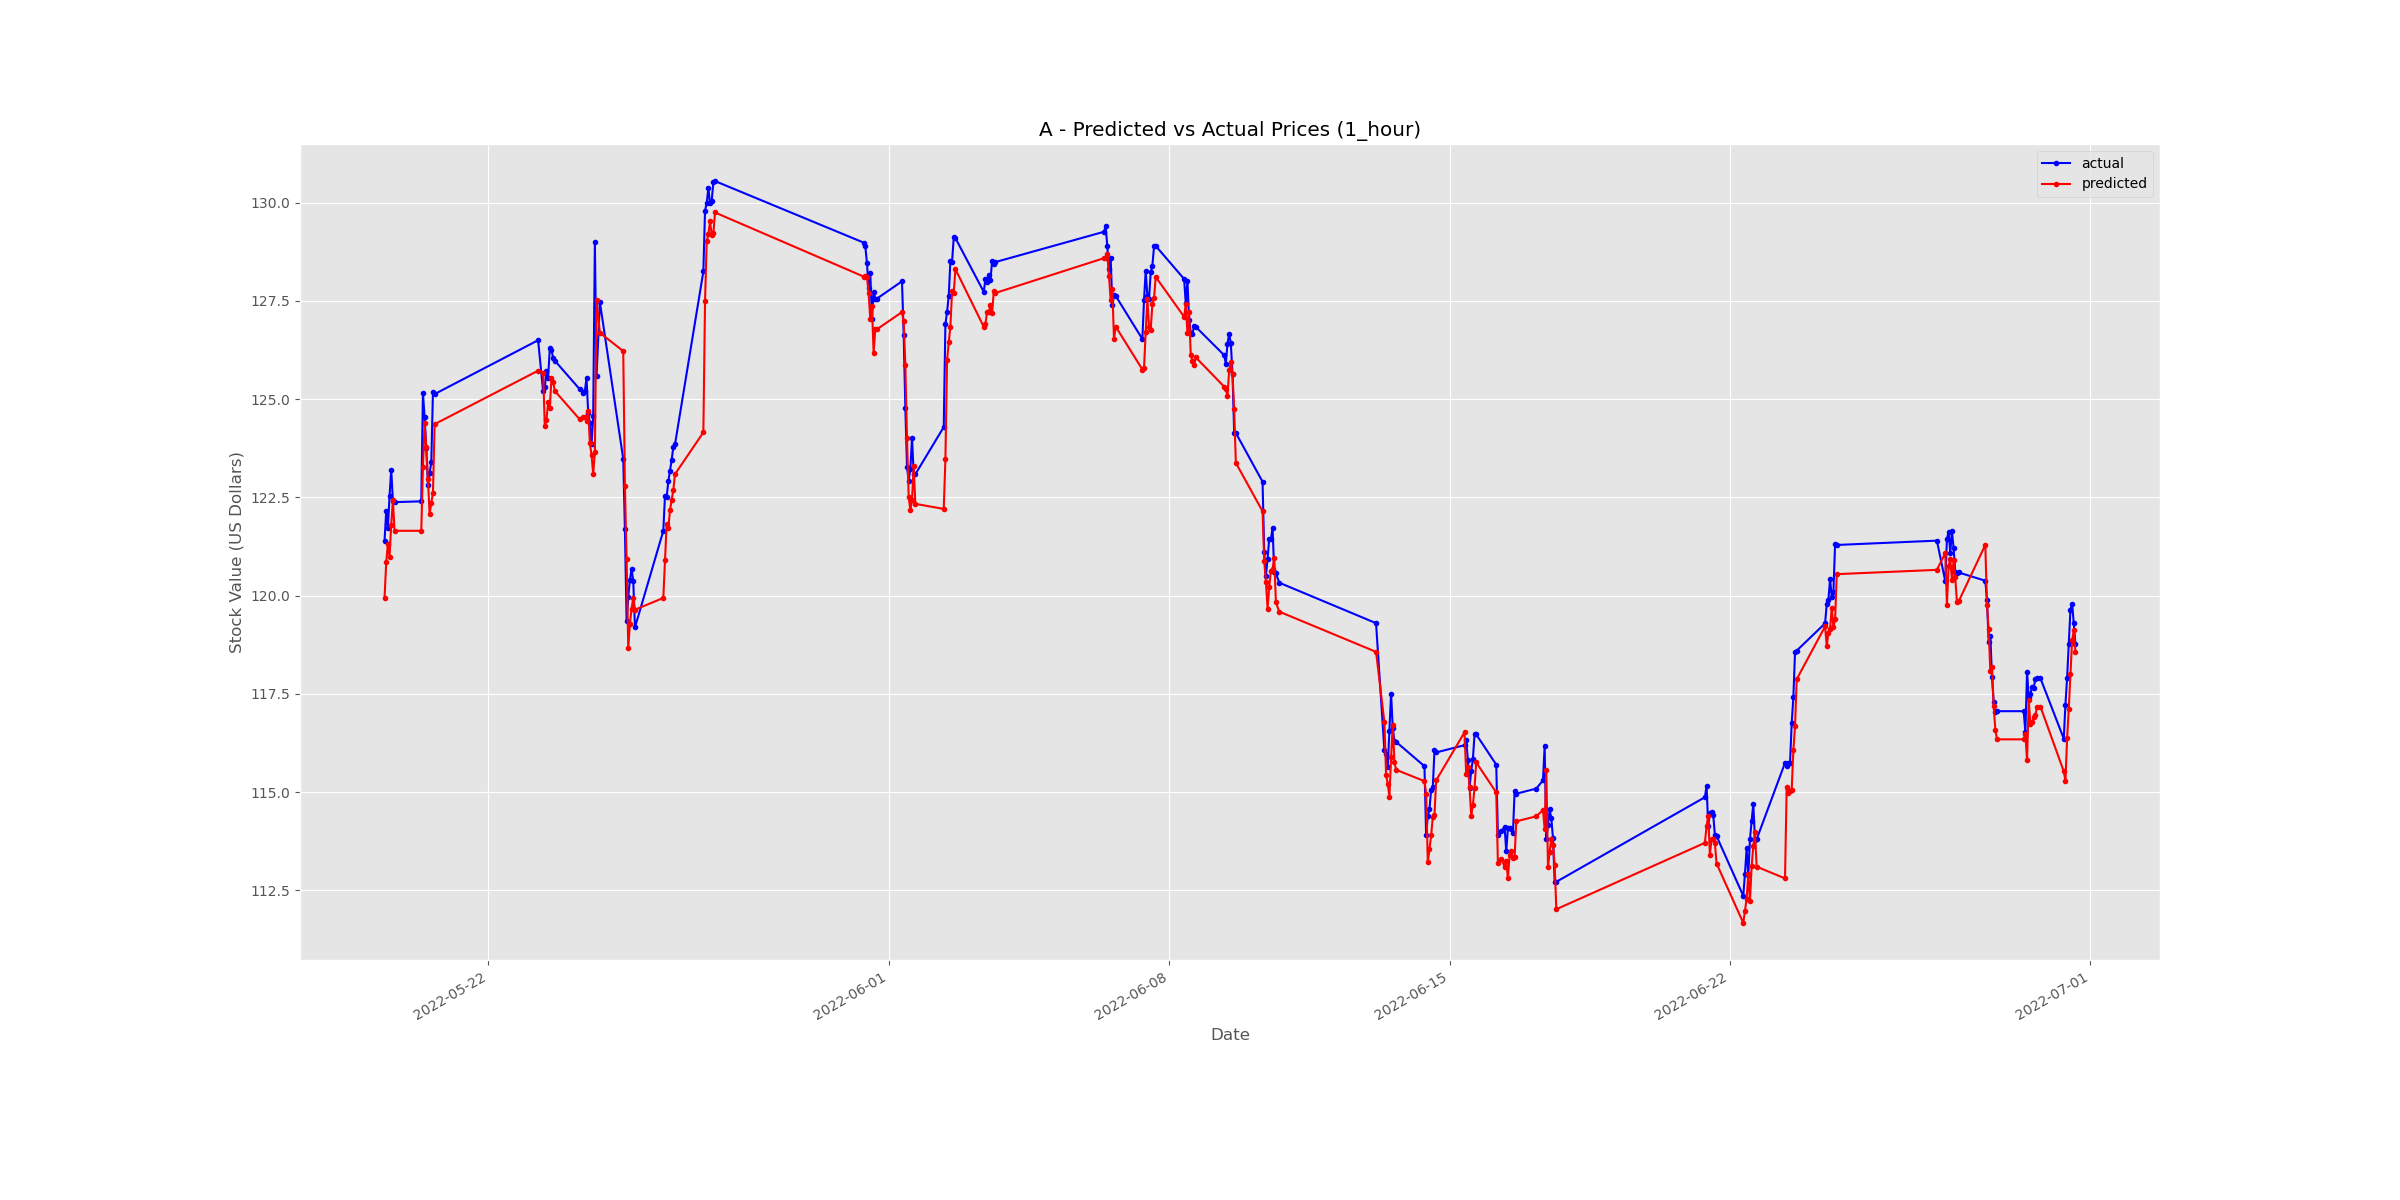 A - Predicted vs Actual Prices (1_hour)
actual
predicted
130.0
127.5
125.0
122.5
120.0
117.5
115.0
112.5
Stock Value (US Dollars)
2022-05-22
2022-06-01
2022-06-08
2022-06-15
2022-06-22
2022-07-01
Date